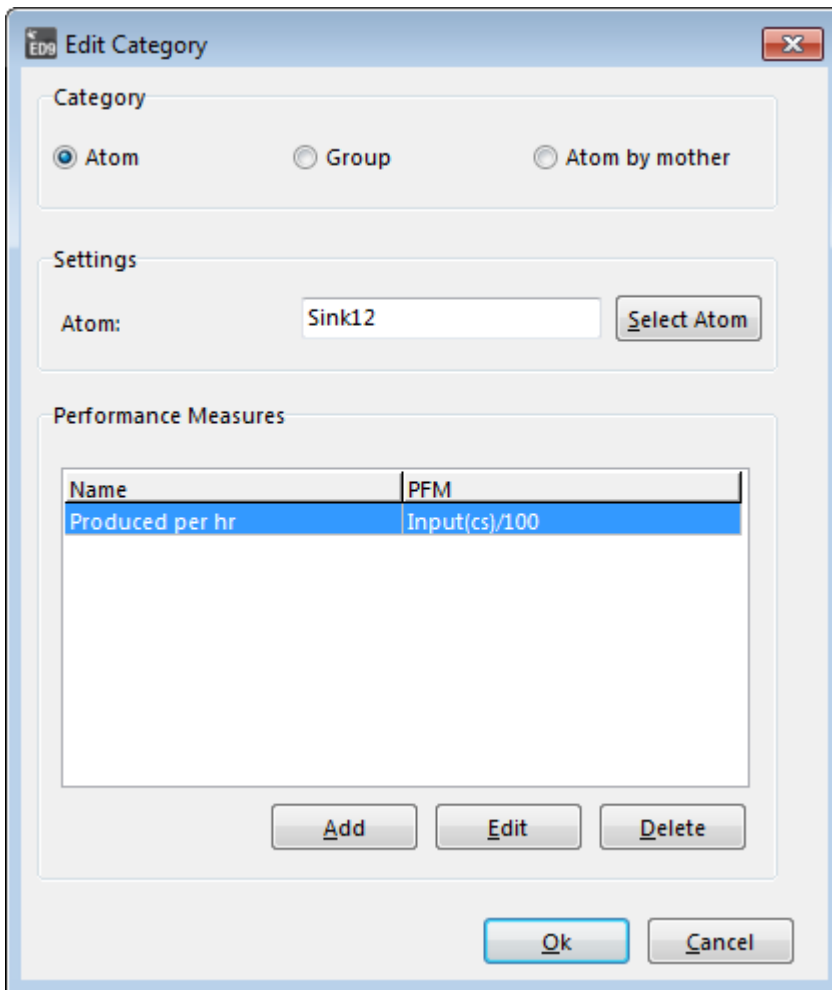 ED9 Edit Category
Category
Atom Group Atom by mother
Settings
Atom: Sink12 Select Atom
Performance Measures
Name PFM
Produced per hr Input(cs)/100
Add Edit Delete
Ok Cancel